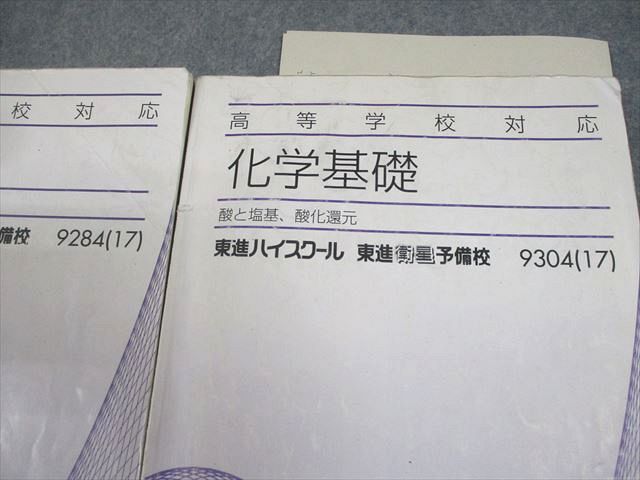 校対応
備校 9284(17)
高等学校対応
化学基礎
酸と塩基、酸化還元
東進ハイスクール 東進衛星予備校 9304(17)